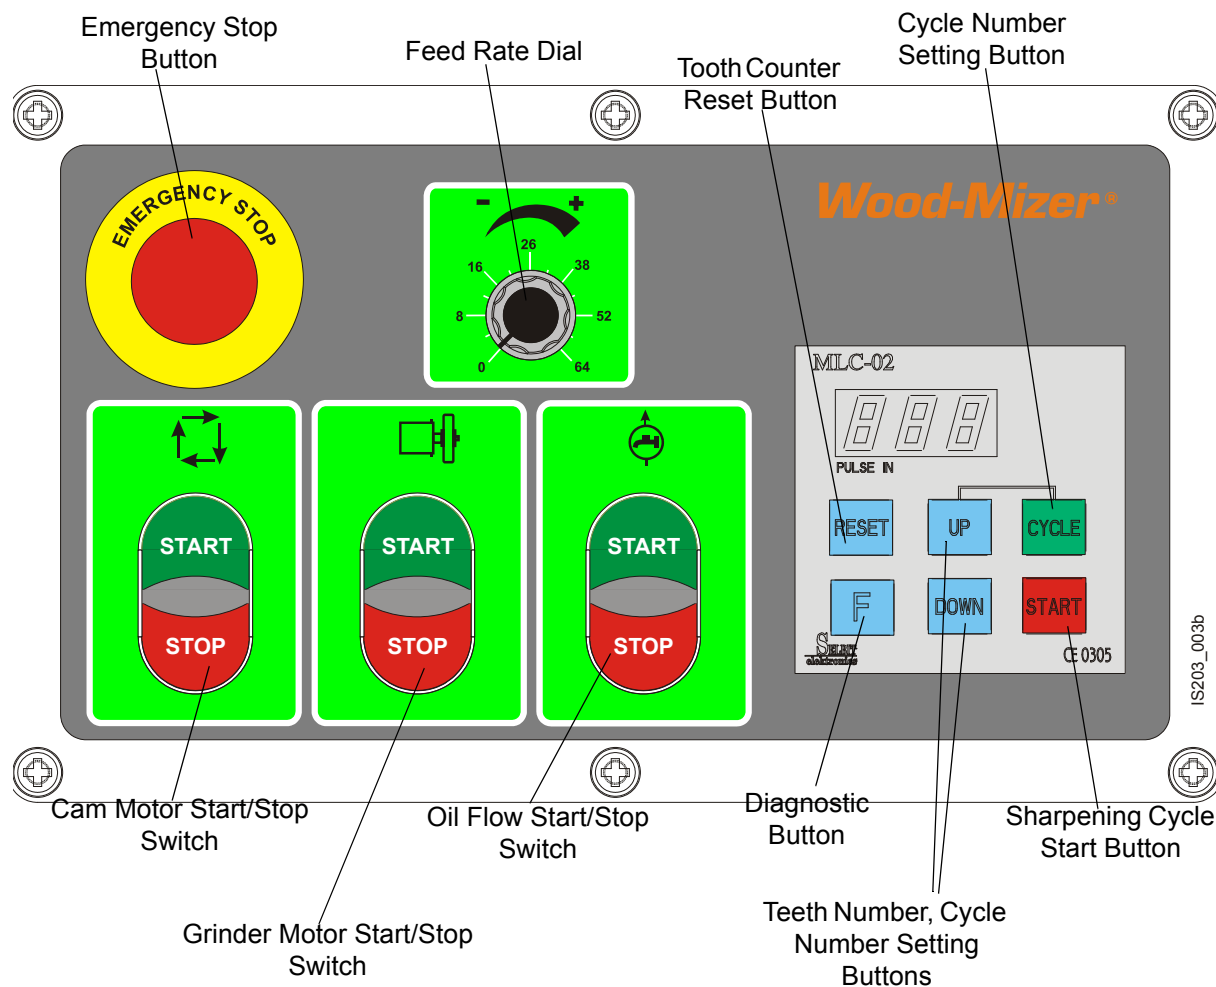 Emergency Stop
Button
Feed Rate Dial
Tooth Counter
Reset Button
Cycle Number
Setting Button
EMERGENCY STOP
- +
0
8
16
26
38
52
64
Wood-Mizer®
MLC-02
888
PULSE IN
RESET
UP
CYCLE
F
DOWN
START
SELBIT
elektronics
CE 0305
START
STOP
START
STOP
START
STOP
IS203_003b
Cam Motor Start/Stop
Switch
Grinder Motor Start/Stop
Switch
Oil Flow Start/Stop
Switch
Diagnostic
Button
Sharpening Cycle
Start Button
Teeth Number, Cycle
Number Setting
Buttons